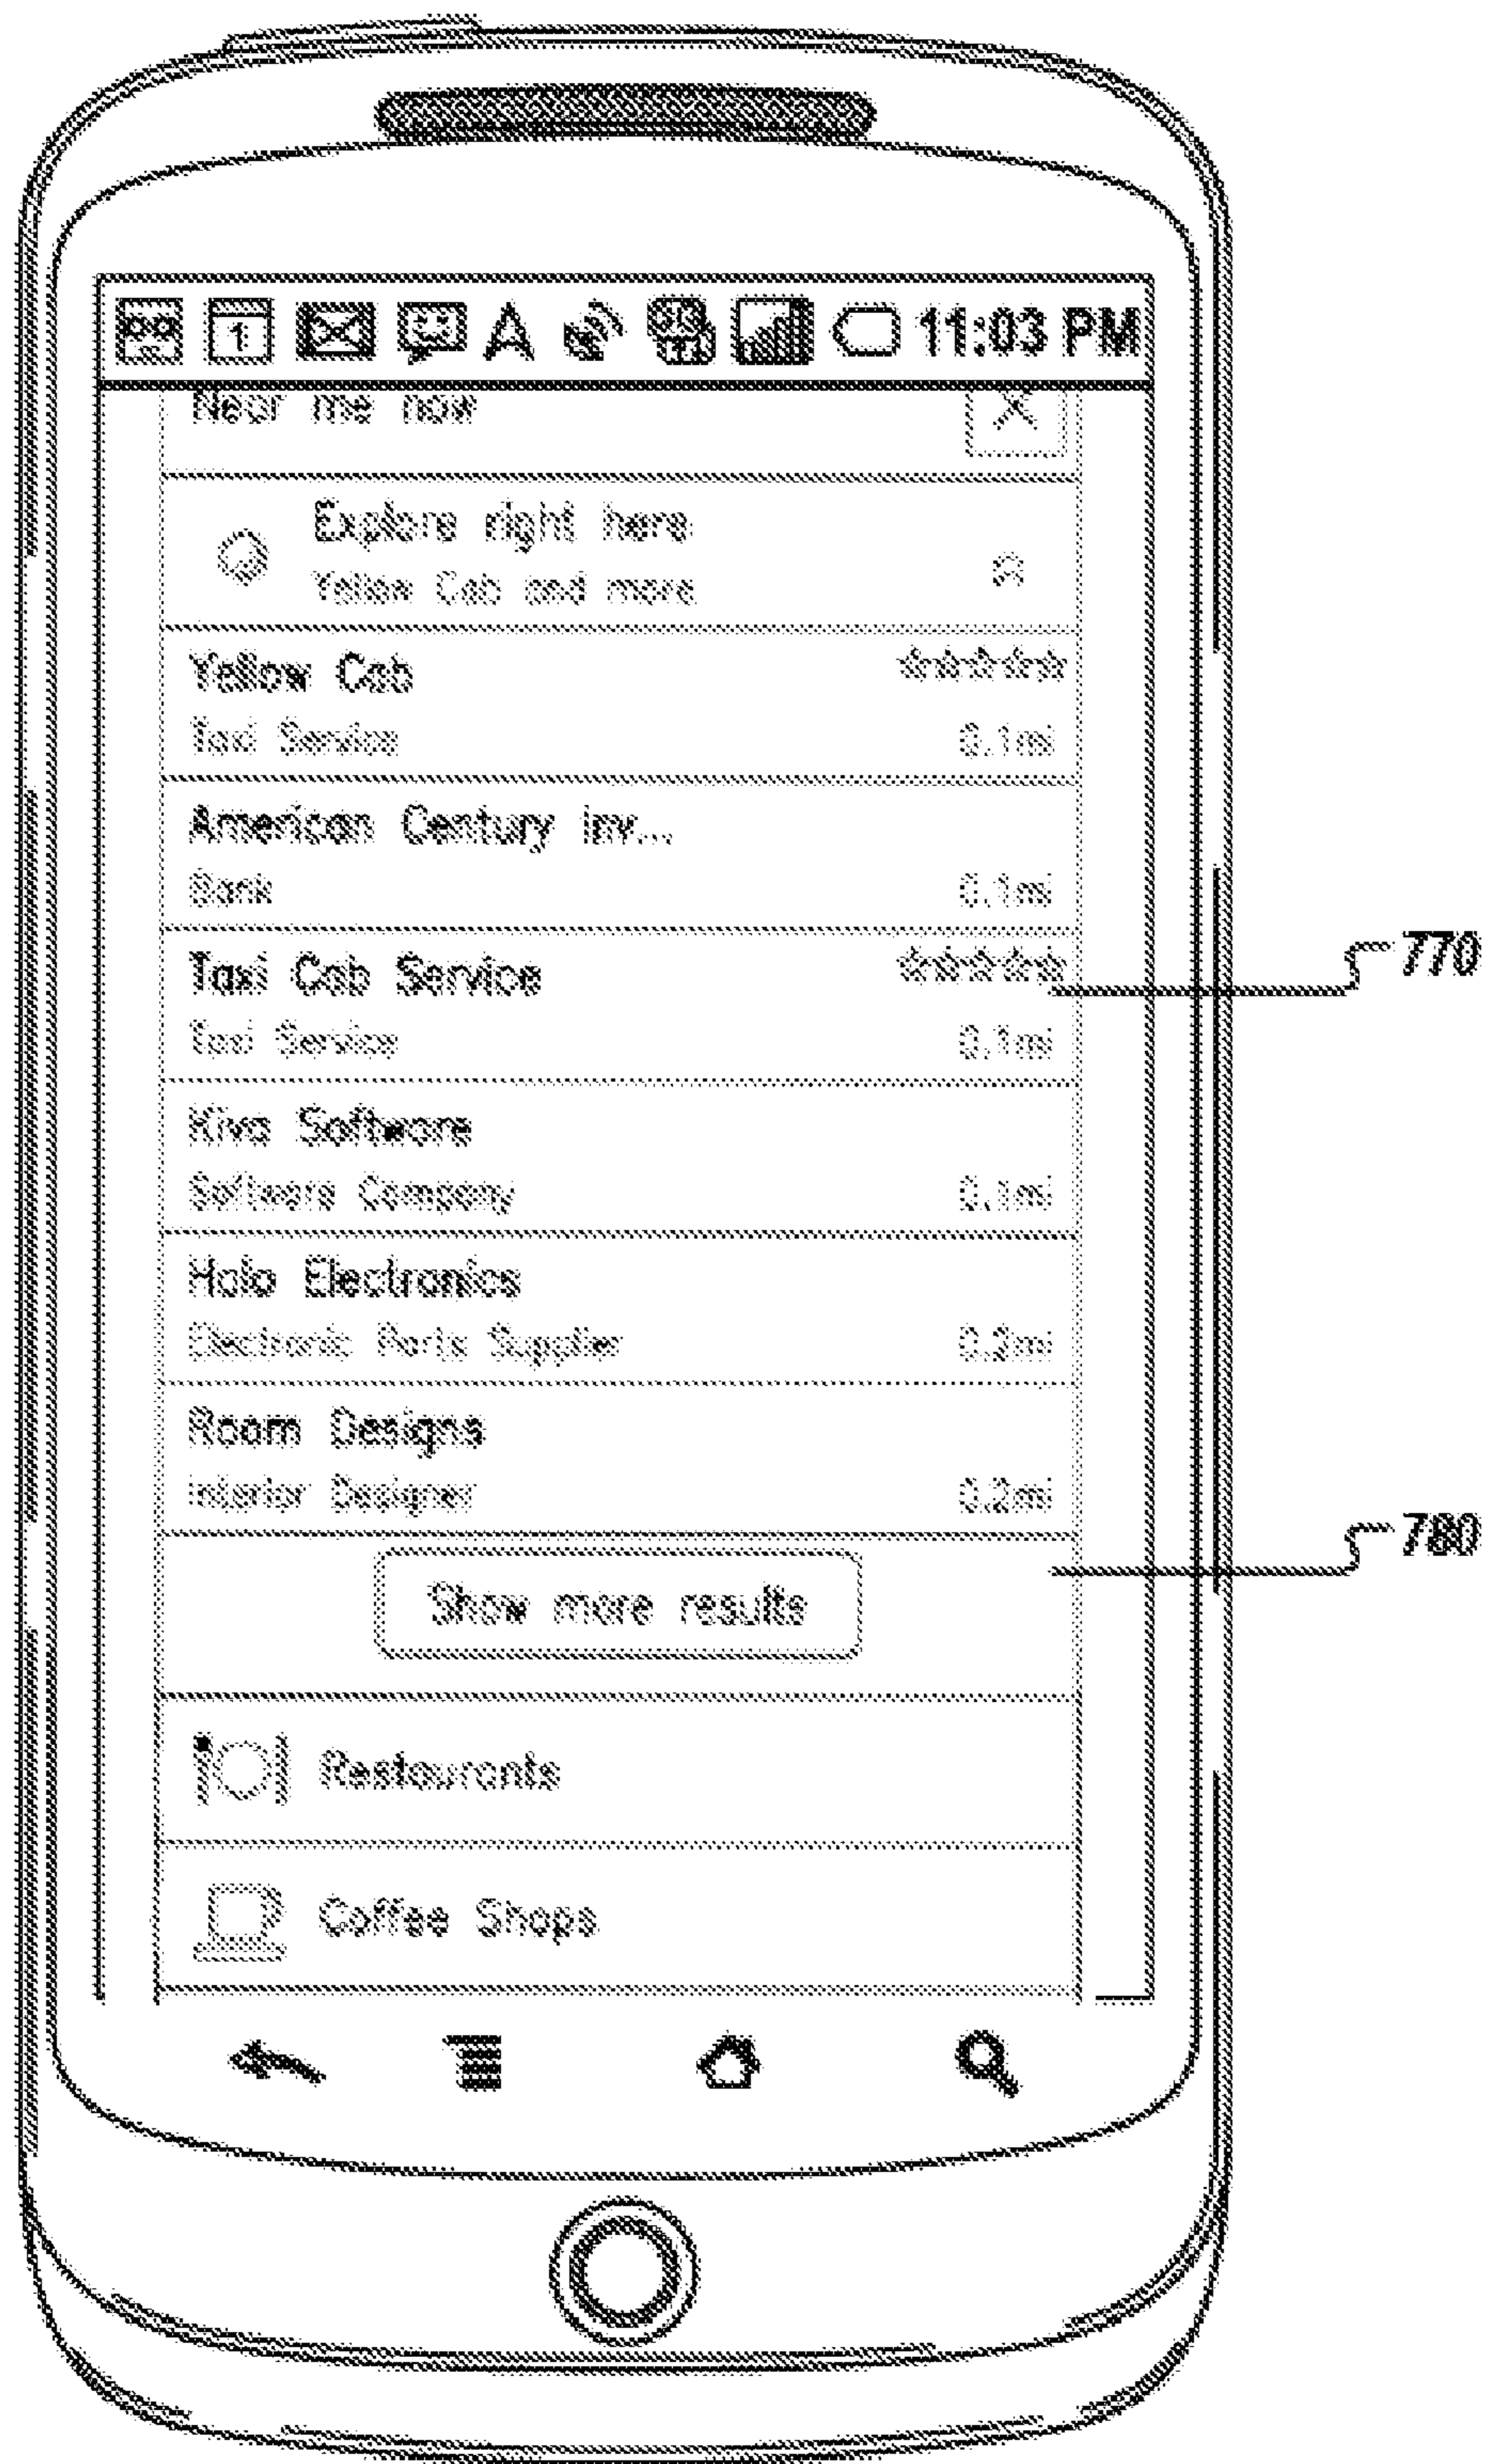 1
11:03 PM
Near me now
Explore right here
Yellow Cab and more
Yellow Cab
Taxi Service 0.1mi
American Century Inv...
Bank 0.1mi
770
Taxi Cab Service
Taxi Service 0.1mi
Kiva Software
Software Company 0.1mi
Holo Electronics
Electronic Parts Supplier 0.2mi
Room Designs
Interior Designer 0.2mi
780
Show more results
Restaurants
Coffee Shops